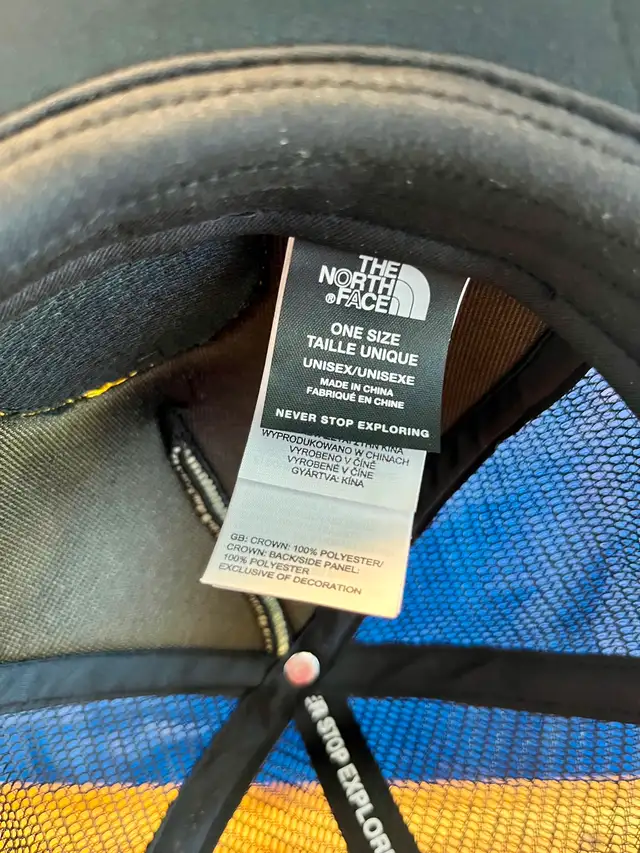 THE
NORTH
®FACE
ONE SIZE
TAILLE UNIQUE
UNISEX/UNISEXE
MADE IN CHINA
FABRIQUÉ EN CHINE
NEVER STOP EXPLORING
WYPRODUKOWANO W CHINACH
VYROBENO V ČÍNĚ
VYROBENÉ V ČÍNE
GYÁRTVA: KÍNA
GB: CROWN: 100% POLYESTER/
CROWN: BACK/SIDE PANEL:
100% POLYESTER
EXCLUSIVE OF DECORATION
ER STOP EXPLORI